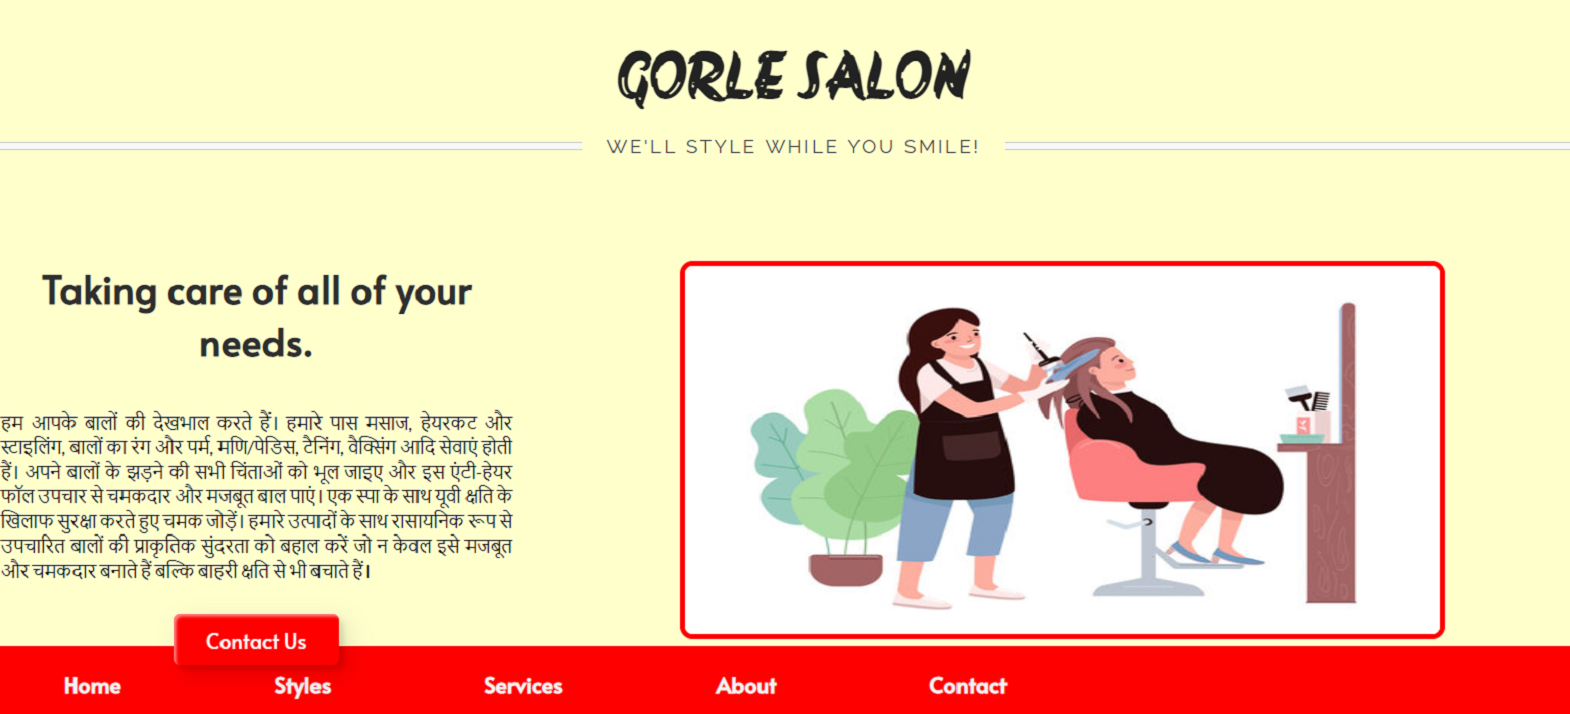 GORLE SALON
WE'LL STYLE WHILE YOU SMILE!
Taking care of all of your
needs.
हम आपके बालों की देखभाल करते हैं। हमारे पास मसाज, हेयरकट और
स्टाइलिंग, बालों का रंग और पर्म, मणि/पेडिस, टैनिंग, वैक्सिंग आदि सेवाएं होती
हैं। अपने बालों के झड़ने की सभी चिंताओं को भूल जाइए और इस एंटी-हेयर
फॉल उपचार से चमकदार और मजबूत बाल पाएं। एक स्पा के साथ यूवी क्षति के
खिलाफ सुरक्षा करते हुए चमक जोड़ें। हमारे उत्पादों के साथ रासायनिक रूप से
उपचारित बालों की प्राकृतिक सुंदरता को बहाल करें जो न केवल इसे मजबूत
और चमकदार बनाते हैं बल्कि बाहरी क्षति से भी बचाते हैं।
Contact Us
Home Styles Services About Contact